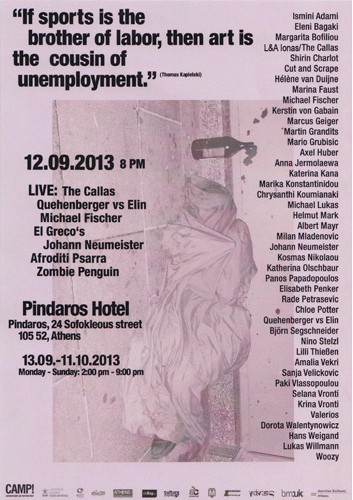 "If sports is the
brother of labor, then art is
the cousin of
unemployment." (Thomas Kapielski)
12.09.2013 8 PM
LIVE: The Callas
Quehenberger vs Elin
Michael Fischer
El Greco's
Johann Neumeister
Afroditi Psarra
Zombie Penguin
Pindaros Hotel
Pindaros, 24 Sofokleous street
105 52, Athens
13.09.-11.10.2013
Monday - Sunday: 2:00 pm - 9:00 pm
Ismini Adami
Eleni Bagaki
Margarita Bofiliou
L&A Ionas/The Callas
Shirin Charlot
Cut and Scrape
Hélène van Duijne
Marina Faust
Michael Fischer
Kerstin von Gabain
Marcus Geiger
Martin Grandits
Mario Grubisic
Axel Huber
Anna Jermolaewa
Katerina Kana
Marika Konstantinidou
Chrysanthi Koumianaki
Michael Lukas
Helmut Mark
Albert Mayr
Milan Mladenovic
Johann Neumeister
Kosmas Nikolaou
Katherina Olschbaur
Panos Papadopoulos
Elisabeth Penker
Rade Petrasevic
Chloe Potter
Quehenberger vs Elin
Björn Segschneider
Nino Stelzl
Lilli Thießen
Amalia Vekri
Sanja Velickovic
Paki Vlassopoulou
Selana Vronti
Krina Vronti
Valerios
Dorota Walentynowicz
Hans Weigand
Lukas Willmann
Woozy
CAMP!